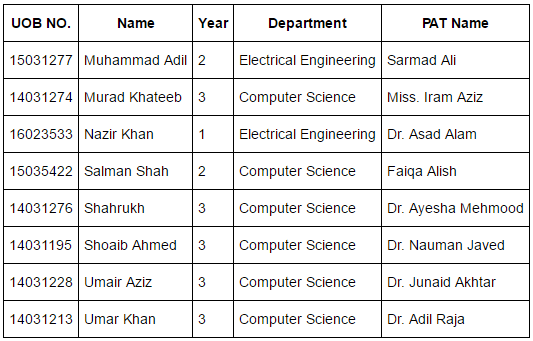 UOB NO. Name Year Department PAT Name
15031277 Muhammad Adil 2 Electrical Engineering Sarmad Ali
14031274 Murad Khateeb 3 Computer Science Miss. Iram Aziz
16023533 Nazir Khan 1 Electrical Engineering Dr. Asad Alam
15035422 Salman Shah 2 Computer Science Faiqa Alish
14031276 Shahrukh 3 Computer Science Dr. Ayesha Mehmood
14031195 Shoaib Ahmed 3 Computer Science Dr. Nauman Javed
14031228 Umair Aziz 3 Computer Science Dr. Junaid Akhtar
14031213 Umar Khan 3 Computer Science Dr. Adil Raja